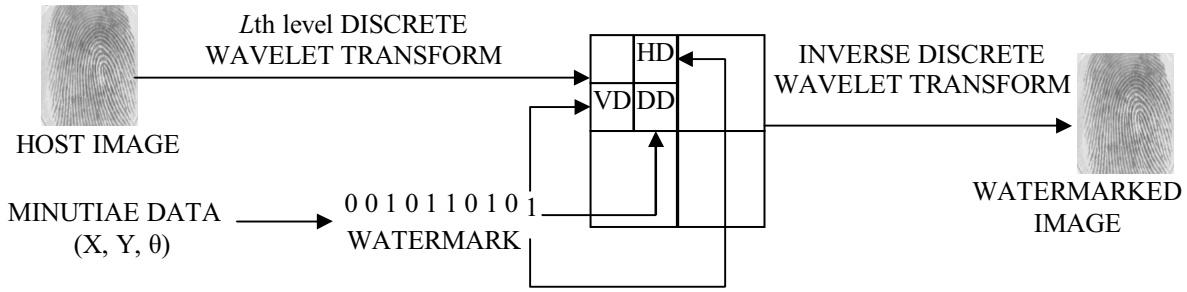 Lth level DISCRETE
WAVELET TRANSFORM
HOST IMAGE
HD
VD DD
INVERSE DISCRETE
WAVELET TRANSFORM
WATERMARKED
IMAGE
MINUTIAE DATA
(X, Y, θ)
0 0 1 0 1 1 0 1 0 1
WATERMARK